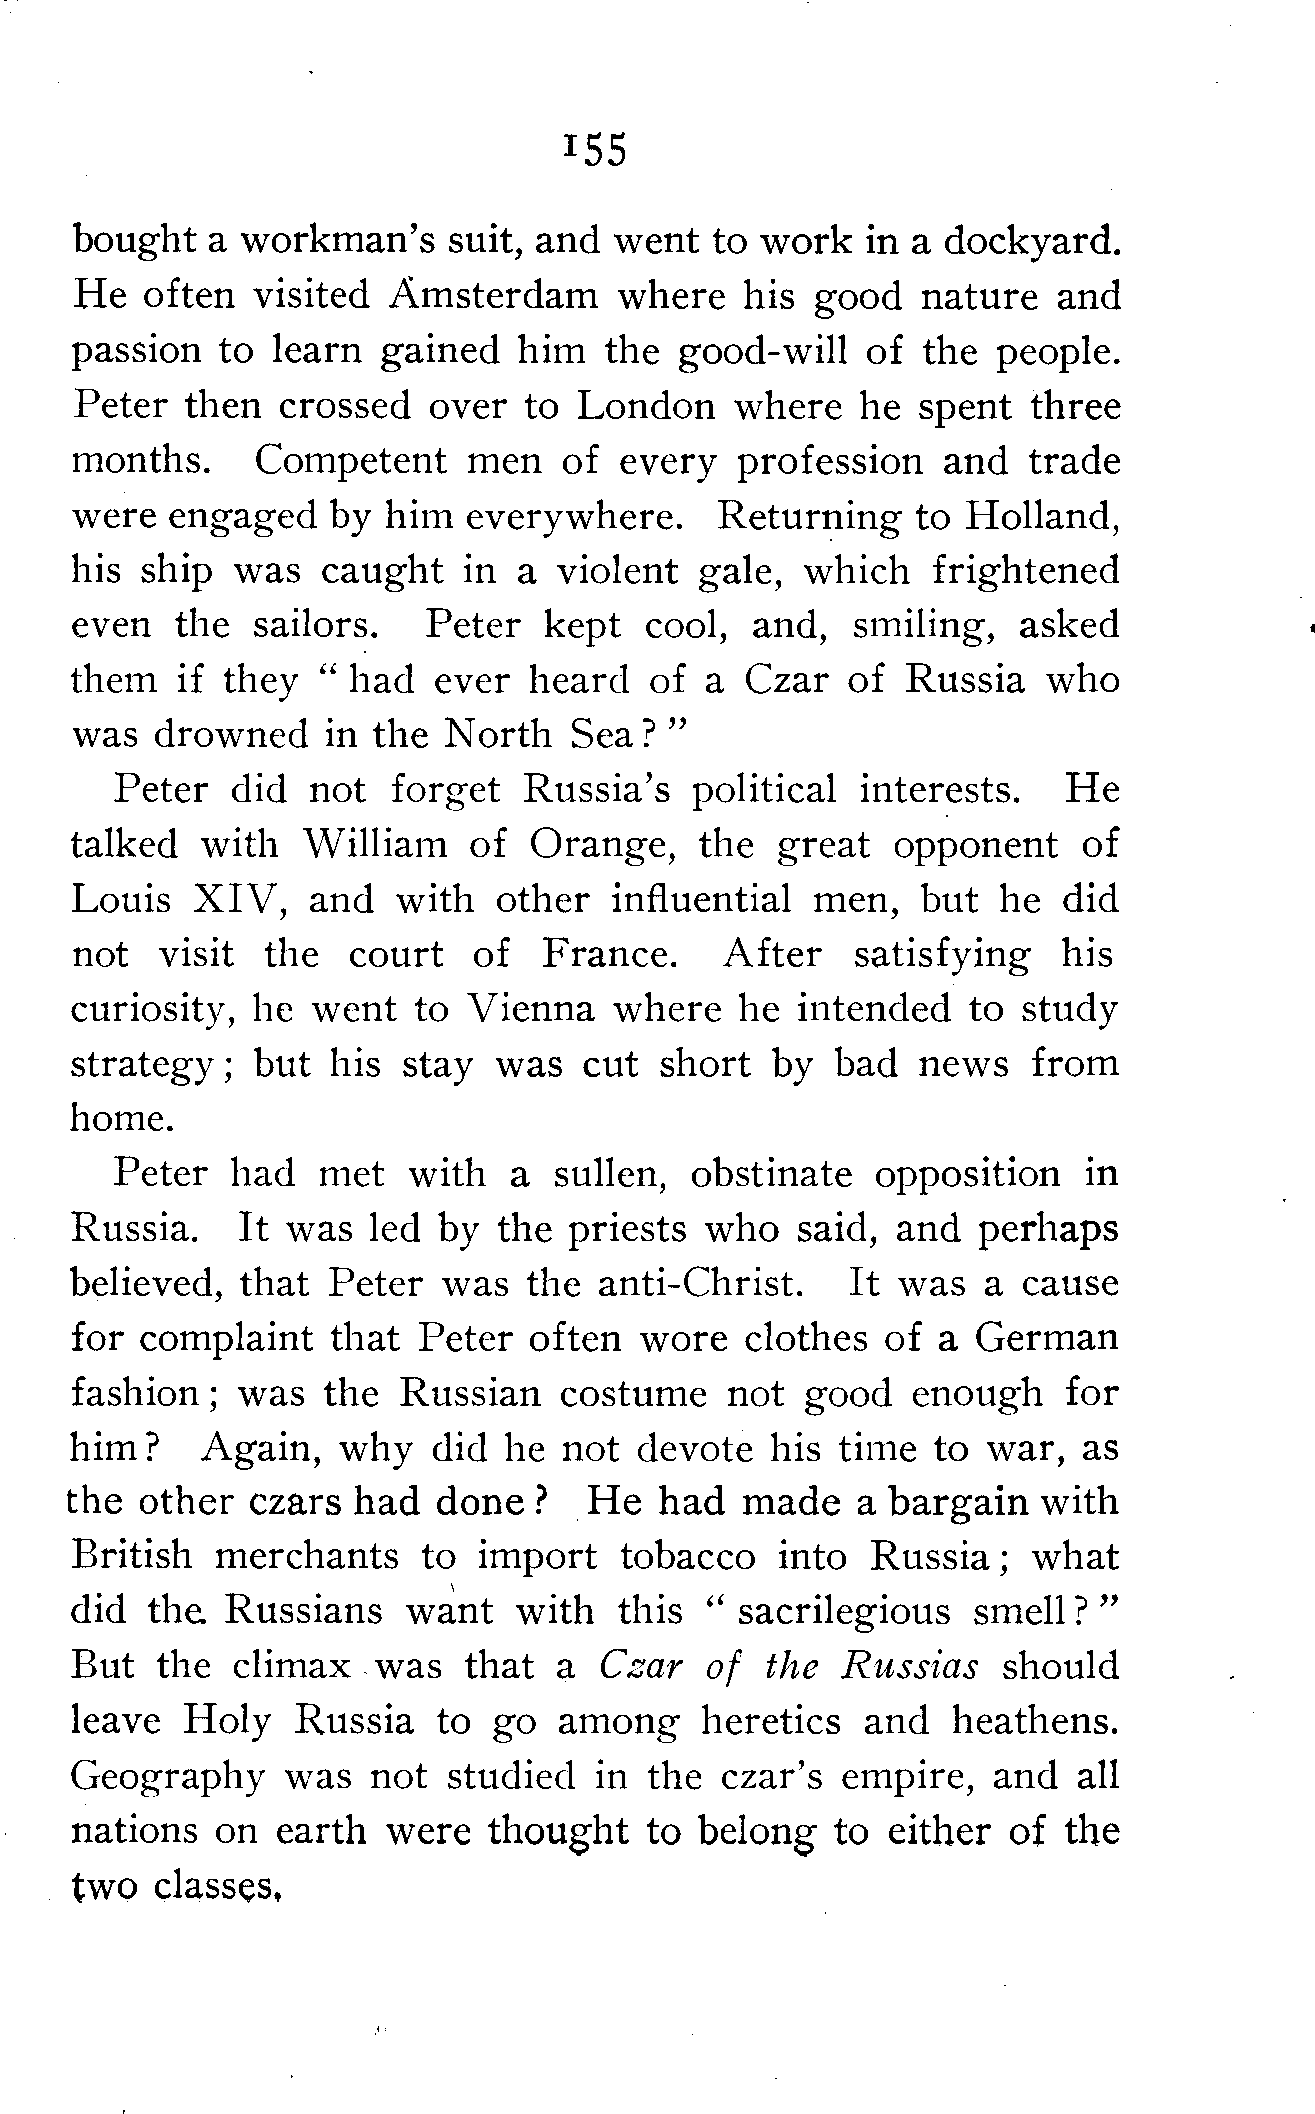 155
bought a workman's suit, and went to work in a dockyard.
He often visited Amsterdam where his good nature and
passion to learn gained him the good-will of the people.
Peter then crossed over to London where he spent three
months. Competent men of every profession and trade
were engaged by him everywhere. Returning to Holland,
his ship was caught in a violent gale, which frightened
even the sailors. Peter kept cool, and, smiling, asked
them if they " had ever heard of a Czar of Russia who
was drowned in the North Sea ? "
Peter did not forget Russia's political interests. He
talked with William of Orange, the great opponent of
Louis XIV, and with other influential men, but he did
not visit the court of France. After satisfying his
curiosity, he went to Vienna where he intended to study
strategy ; but his stay was cut short by bad news from
home.
Peter had met with a sullen, obstinate opposition in
Russia. It was led by the priests who said, and perhaps
believed, that Peter was the anti-Christ. It was a cause
for complaint that Peter often wore clothes of a German
fashion ; was the Russian costume not good enough for
him ? Again, why did he not devote his time to war, as
the other czars had done ? He had made a bargain with
British merchants to import tobacco into Russia ; what
did the Russians want with this " sacrilegious smell ? "
But the climax was that a Czar of the Russias should
leave Holy Russia to go among heretics and heathens.
Geography was not studied in the czar's empire, and all
nations on earth were thought to belong to either of the
two classes.